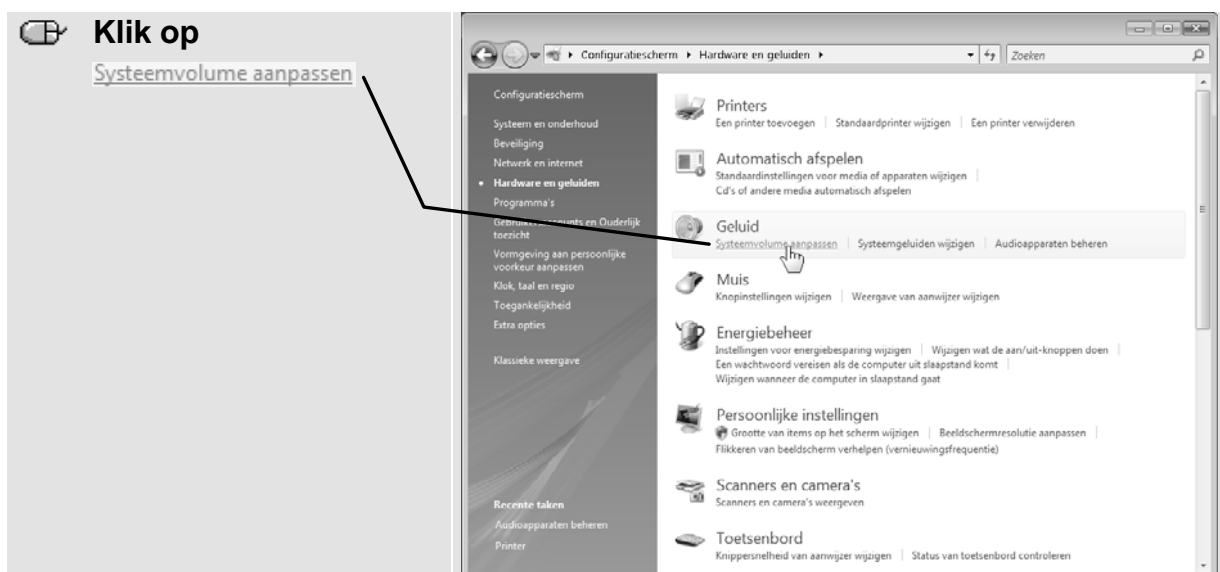 Klik op
Systeemvolume aanpassen
Configuratiescherm ▸ Hardware en geluiden ▸
Zoeken
Configuratiescherm
Systeem en onderhoud
Beveiliging
Netwerk en internet
• Hardware en geluiden
Programma's
Gebruikersaccounts en Ouderlijk
toezicht
Vormgeving aan persoonlijke
voorkeur aanpassen
Klok, taal en regio
Toegankelijkheid
Extra opties
Klassieke weergave
Recente taken
Audioapparaten beheren
Printer
Printers
Een printer toevoegen | Standaardprinter wijzigen | Een printer verwijderen
Automatisch afspelen
Standaardinstellingen voor media of apparaten wijzigen |
Cd's of andere media automatisch afspelen
Geluid
Systeemvolume aanpassen | Systeemgeluiden wijzigen | Audioapparaten beheren
Muis
Knopinstellingen wijzigen | Weergave van aanwijzer wijzigen
Energiebeheer
Instellingen voor energiebesparing wijzigen | Wijzigen wat de aan/uit-knoppen doen |
Een wachtwoord vereisen als de computer uit slaapstand komt |
Wijzigen wanneer de computer in slaapstand gaat
Persoonlijke instellingen
Grootte van items op het scherm wijzigen | Beeldschermresolutie aanpassen |
Flikkeren van beeldscherm verhelpen (vernieuwingsfrequentie)
Scanners en camera's
Scanners en camera's weergeven
Toetsenbord
Knippersnelheid van aanwijzer wijzigen | Status van toetsenbord controleren